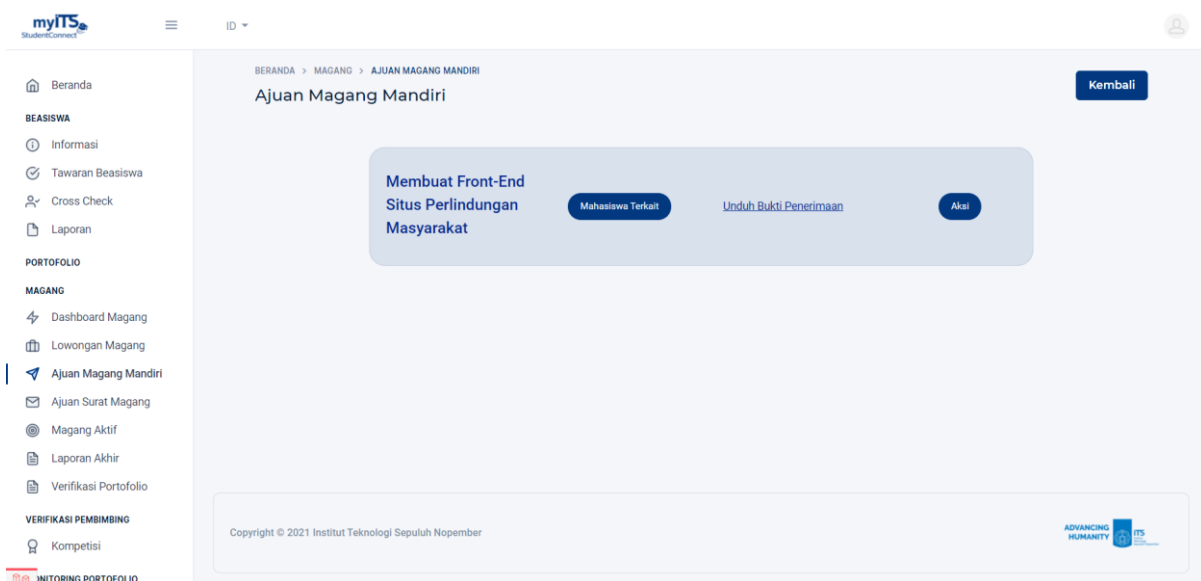 myITS
StudentConnect
ID
Beranda
BEASISWA
Informasi
Tawaran Beasiswa
Cross Check
Laporan
PORTOFOLIO
MAGANG
Dashboard Magang
Lowongan Magang
Ajuan Magang Mandiri
Ajuan Surat Magang
Magang Aktif
Laporan Akhir
Verifikasi Portofolio
VERIFIKASI PEMBIMBING
Kompetisi
ONITORING PORTOFOLIO
BERANDA > MAGANG > AJUAN MAGANG MANDIRI
Ajuan Magang Mandiri
Kembali
Membuat Front-End
Situs Perlindungan
Masyarakat
Mahasiswa Terkait
Unduh Bukti Penerimaan
Aksi
Copyright © 2021 Institut Teknologi Sepuluh Nopember
ADVANCING
HUMANITY
ITS